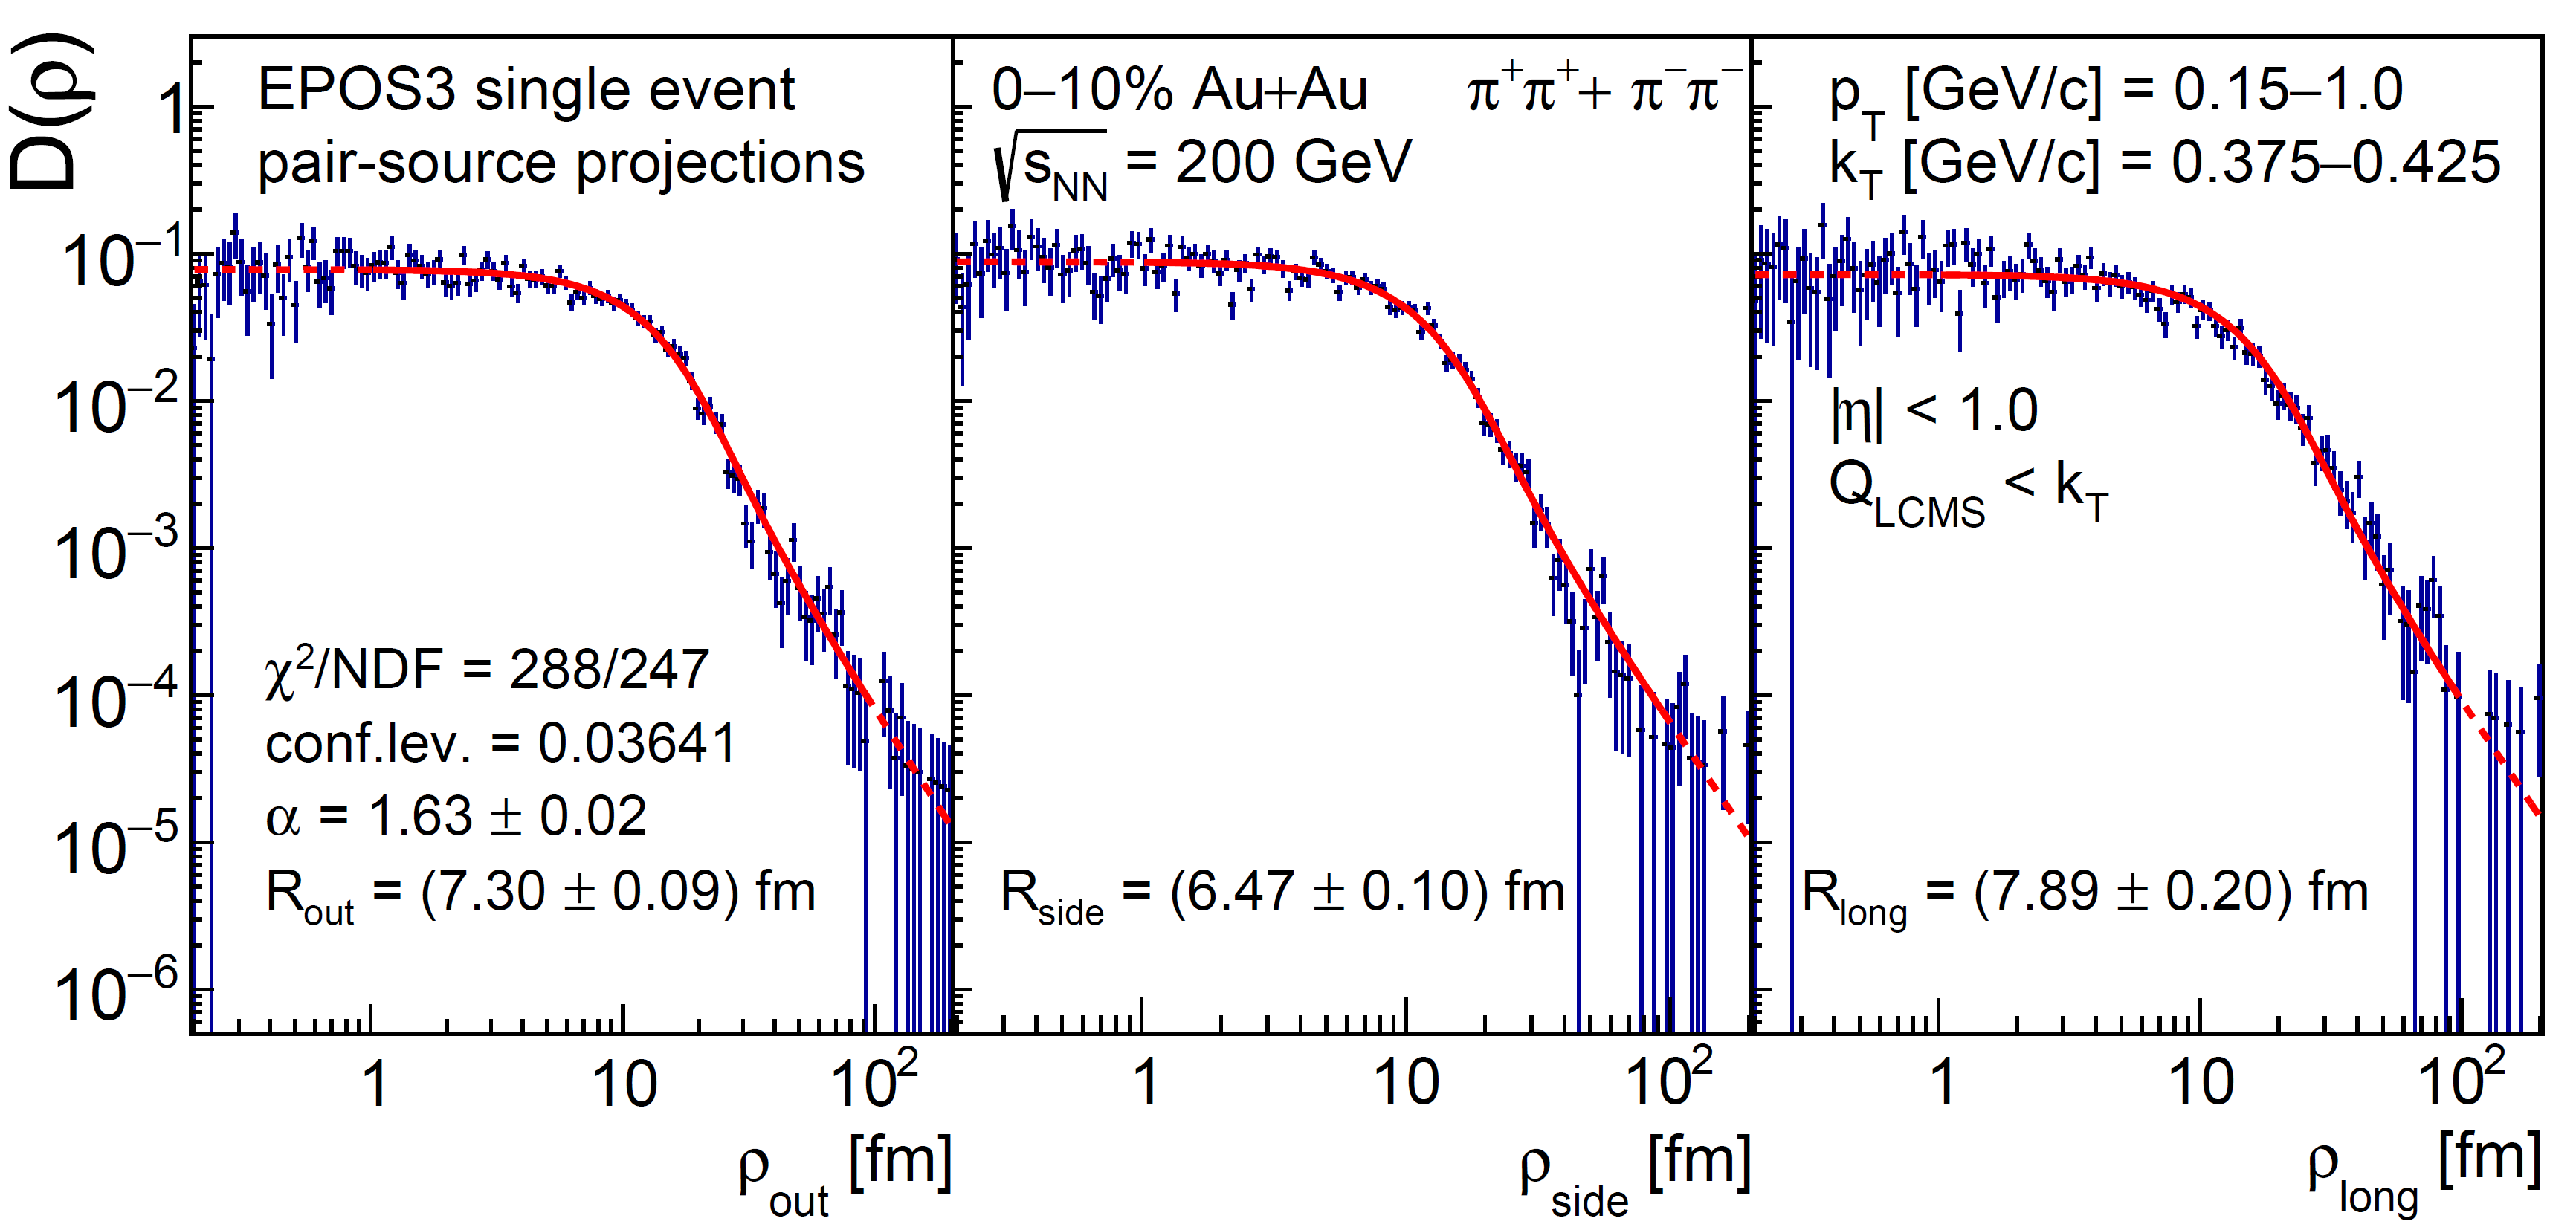 D(ρ)
1
10⁻¹
10⁻²
10⁻³
10⁻⁴
10⁻⁵
10⁻⁶
EPOS3 single event
pair-source projections
χ²/NDF = 288/247
conf.lev. = 0.03641
α = 1.63 ± 0.02
R_out = (7.30 ± 0.09) fm
1 10 10²
ρ_out [fm]
0–10% Au+Au π⁺π⁺+ π⁻π⁻
√s_NN = 200 GeV
R_side = (6.47 ± 0.10) fm
1 10 10²
ρ_side [fm]
p_T [GeV/c] = 0.15–1.0
k_T [GeV/c] = 0.375–0.425
|η| < 1.0
Q_LCMS < k_T
R_long = (7.89 ± 0.20) fm
1 10 10²
ρ_long [fm]